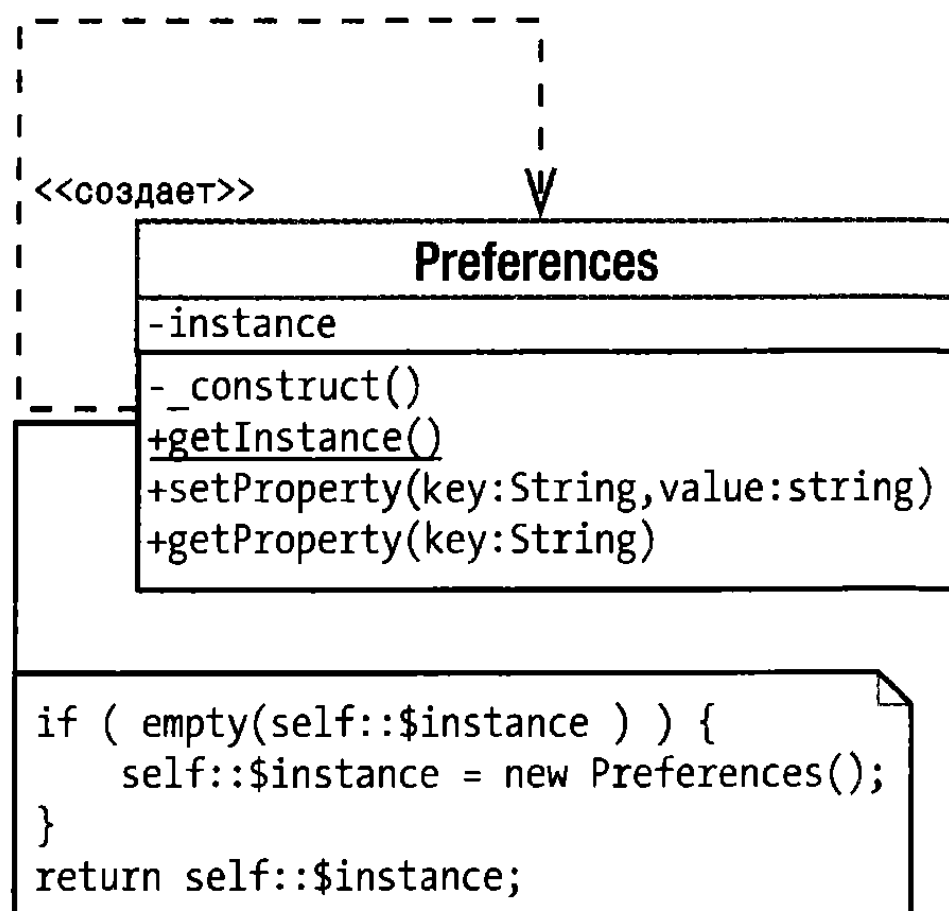 <<создает>>
Preferences
-instance
-_construct()
+getInstance()
+setProperty(key:String,value:string)
+getProperty(key:String)
if ( empty(self::$instance ) ) {
    self::$instance = new Preferences();
}
return self::$instance;